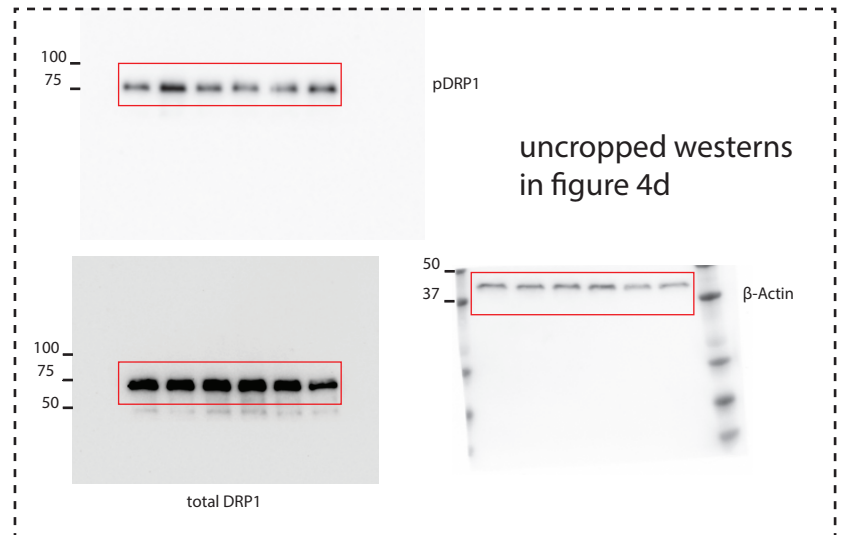 100
75
pDRP1
uncropped westerns
in figure 4d
100
75
50
total DRP1
50
37
β-Actin